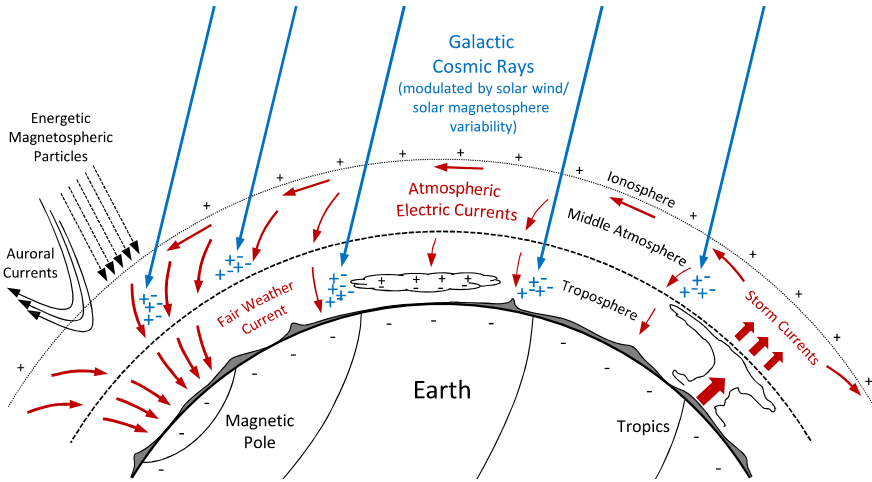 Galactic
Cosmic Rays
(modulated by solar wind/
solar magnetosphere
variability)
Energetic
Magnetospheric
Particles
Auroral
Currents
Atmospheric
Electric Currents
Ionosphere
Middle Atmosphere
Troposphere
Storm Currents
Fair Weather
Current
Earth
Magnetic
Pole
Tropics